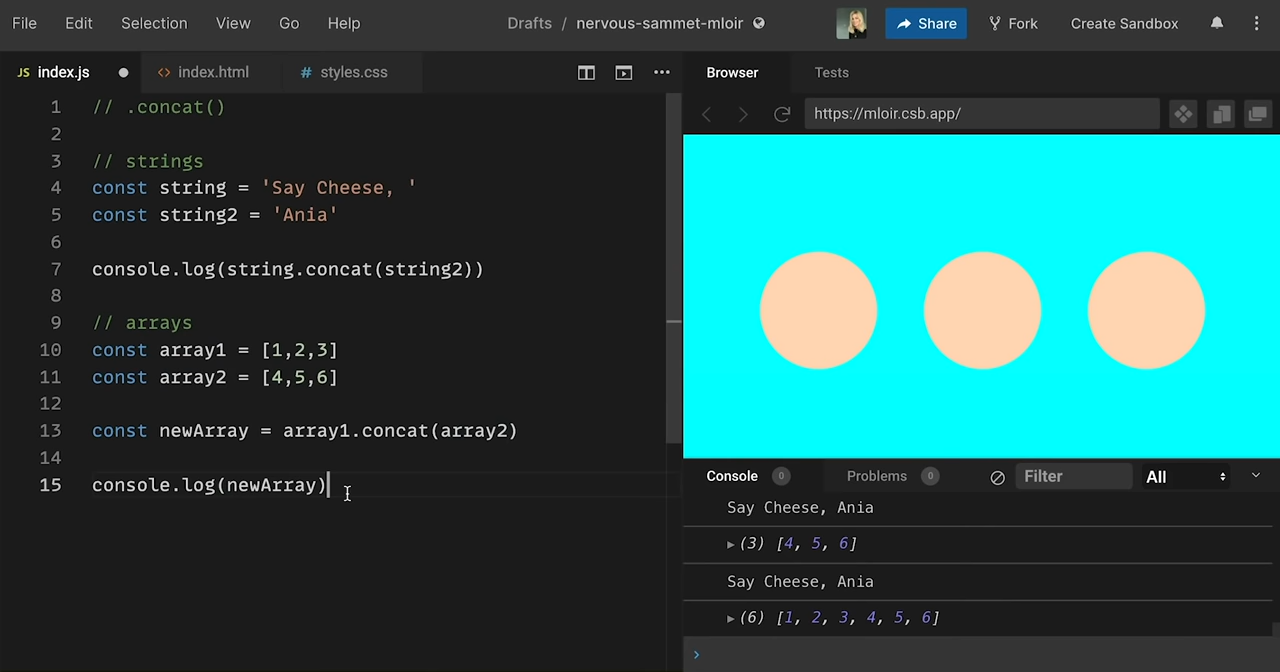 File Edit Selection View Go Help Drafts / nervous-sammet-mloir Share Fork Create Sandbox
JS index.js <> index.html # styles.css ••• Browser Tests
https://mloir.csb.app/
1 // .concat()
2
3 // strings
4 const string = 'Say Cheese, '
5 const string2 = 'Ania'
6
7 console.log(string.concat(string2))
8
9 // arrays
10 const array1 = [1,2,3]
11 const array2 = [4,5,6]
12
13 const newArray = array1.concat(array2)
14
15 console.log(newArray)
Console 0 Problems 0 Filter All
Say Cheese, Ania
▸(3) [4, 5, 6]
Say Cheese, Ania
▸(6) [1, 2, 3, 4, 5, 6]
›